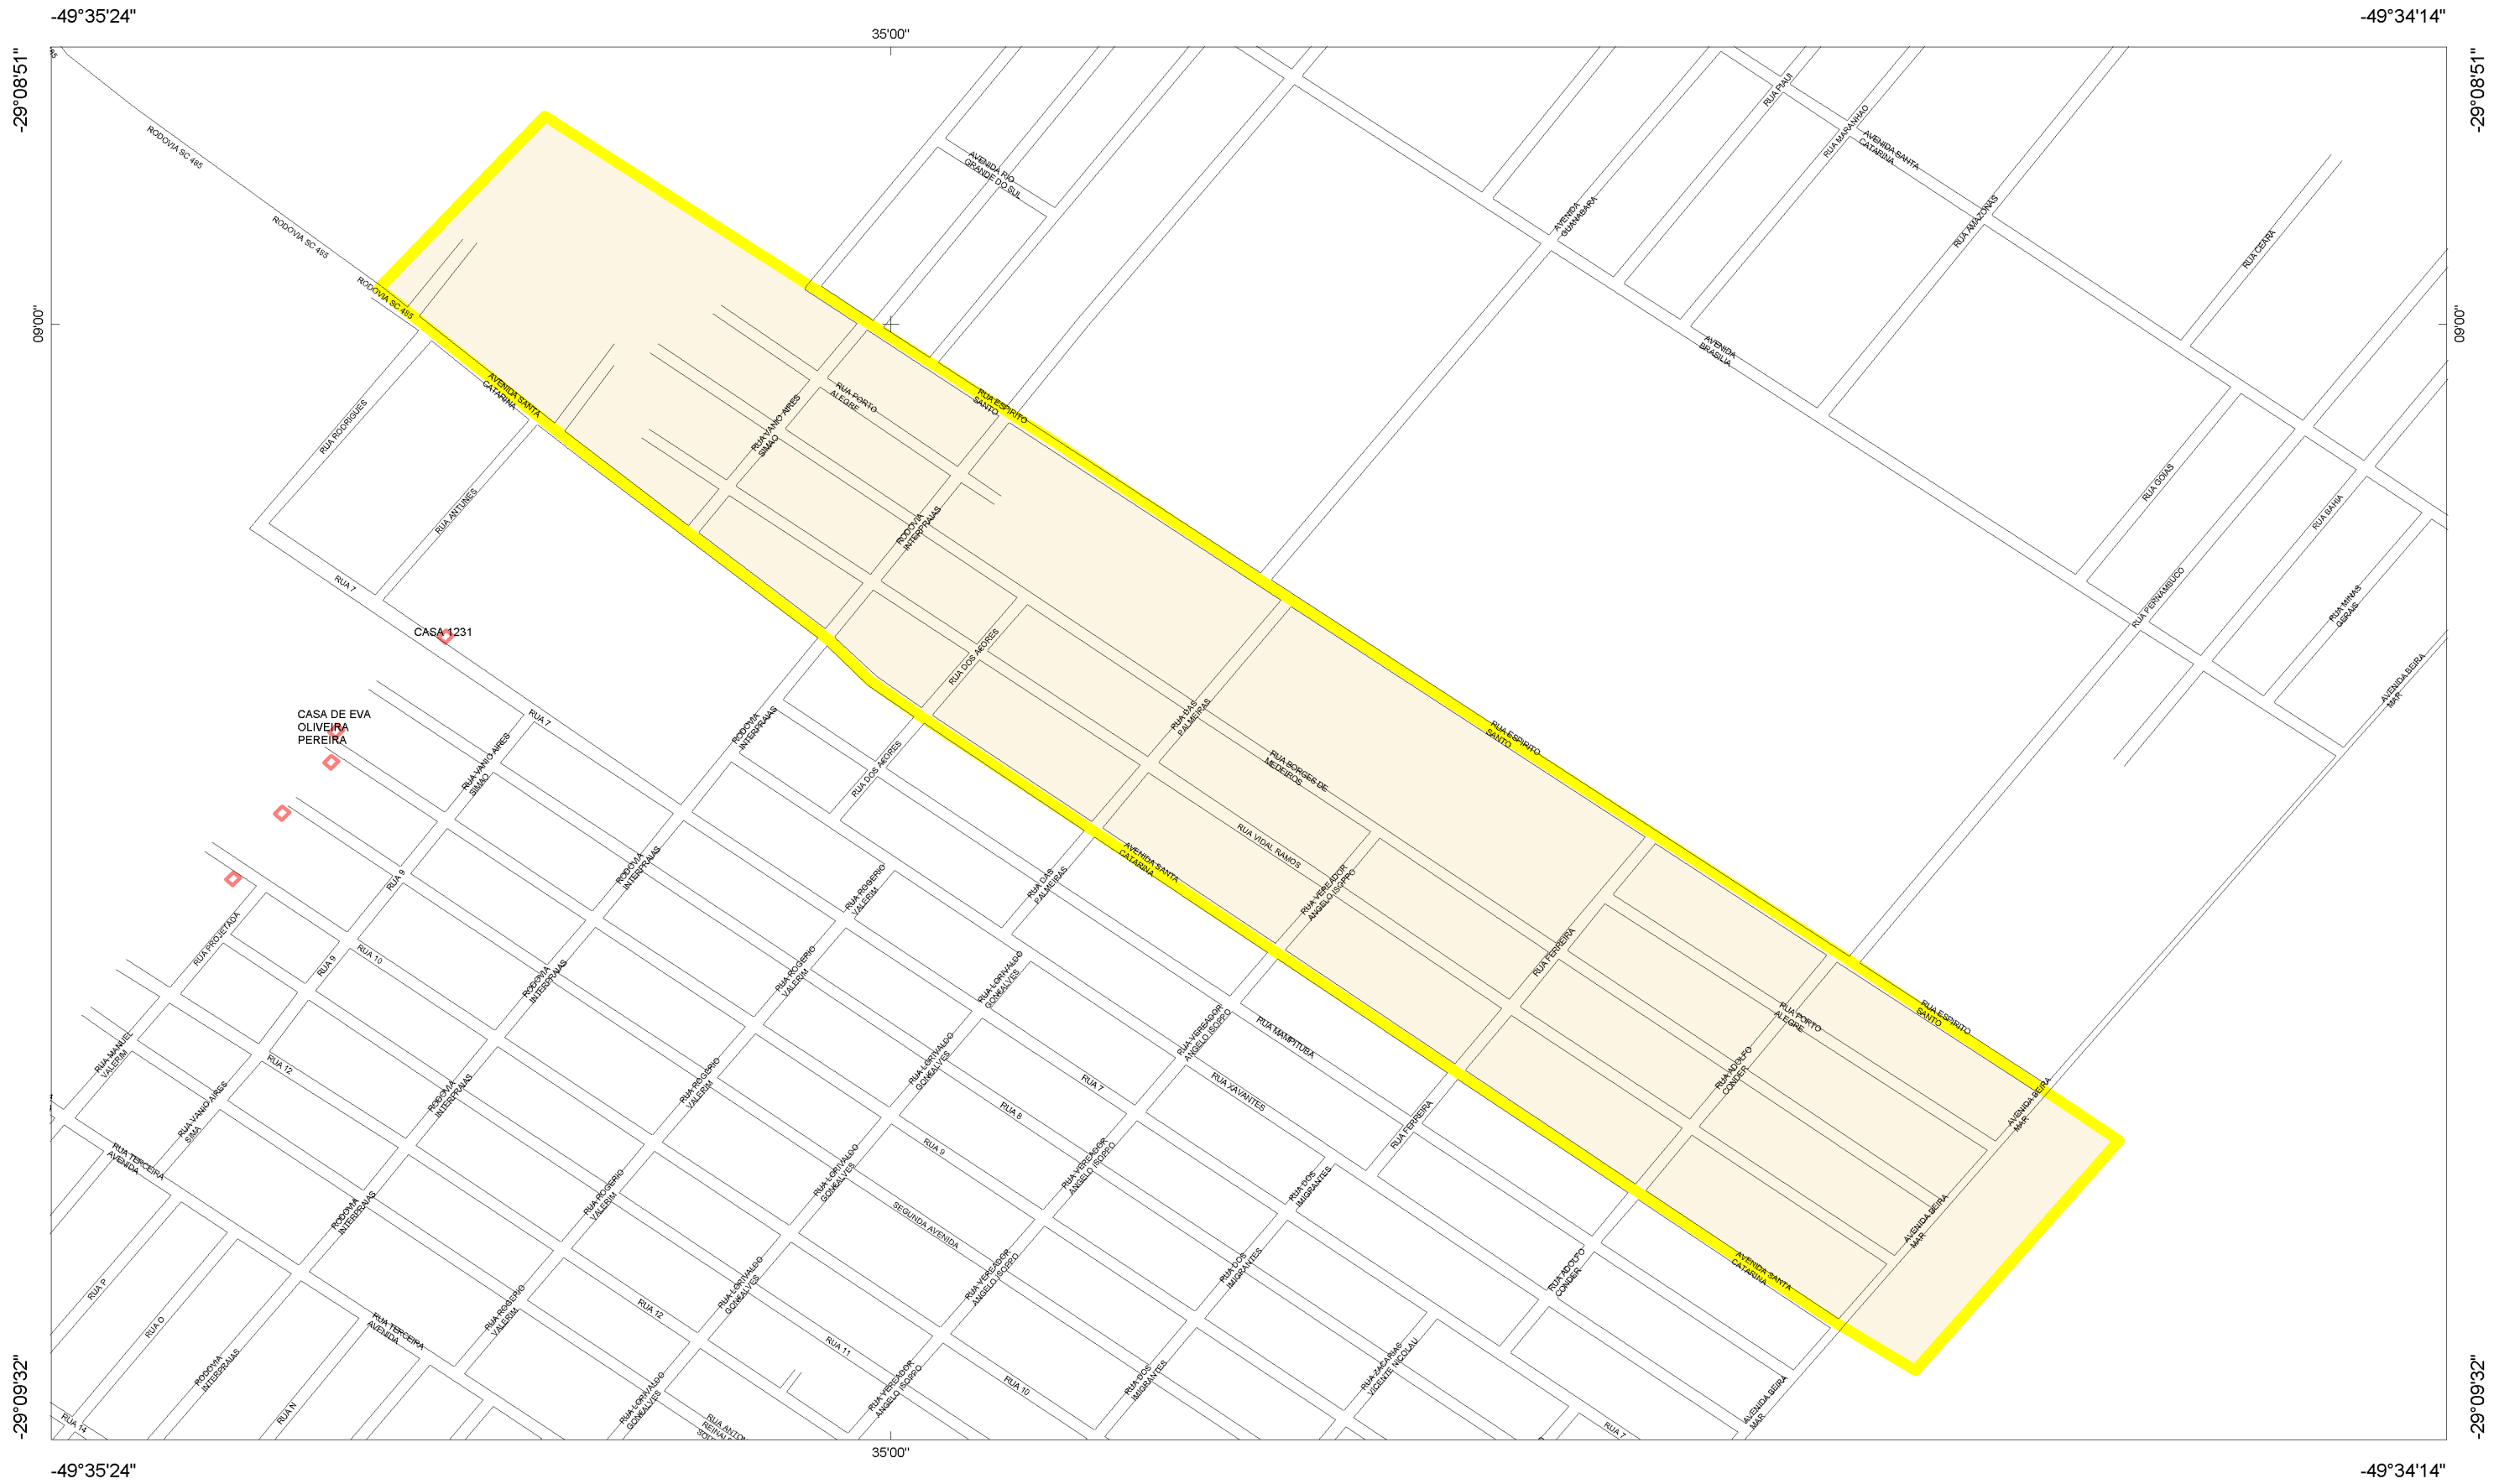 -49°35'24"
-49°34'14"
35'00"
-29°08'51"
-29°08'51"
RUA PIAUI
RUA MARANHAO
AVENIDA SANTA
CATARINA
RODOVIA SC 485
AVENIDA RIO
GRANDE DO SUL
AVENIDA
GUANABARA
RUA AMAZONAS
RUA CEARA
RODOVIA SC 485
RODOVIA SC 485
09'00"
09'00"
AVENIDA
BRASILIA
AVENIDA SANTA
CATARINA
RUA PORTO
ALEGRE
RUA ESPIRITO
SANTO
RUA RODRIGUES
RUA VANIO AIRES
SIMAO
RUA ANTUNES
RODOVIA
INTERPRAIAS
RUA GOIAS
RUA BAHIA
RUA 7
RUA PERNAMBUCO
RUA MINAS
GERAIS
CASA 1231
RUA DOS A€ORES
AVENIDA BEIRA
MAR
CASA DE EVA
OLIVEIRA
PEREIRA
RUA 7
RUA VANIO AIRES
SIMAO
RODOVIA
INTERPRAIAS
RUA DOS A€ORES
RUA DAS
PALMEIRAS
RUA ESPIRITO
SANTO
RUA BORGES DE
MEDEIROS
RUA VIDAL RAMOS
RUA 9
RODOVIA
INTERPRAIAS
RUA ROGERIO
VALERIM
RUA DAS
PALMEIRAS
AVENIDA SANTA
CATARINA
RUA VEREADOR
ANGELO ISOPPO
RUA PROJETADA
RUA 9
RUA 10
RODOVIA
INTERPRAIAS
RUA ROGERIO
VALERIM
RUA LORIVALDO
GON€ALVES
RUA FERREIRA
RUA PORTO
ALEGRE
RUA ESPIRITO
SANTO
RUA MANUEL
VALERIM
RUA 12
RUA VANIO AIRES
SIMA
RODOVIA
INTERPRAIAS
RUA ROGERIO
VALERIM
RUA LORIVALDO
GON€ALVES
RUA 7
RUA VEREADOR
ANGELO ISOPPO
RUA MAMPITUBA
RUA XAVANTES
RUA FERREIRA
RUA ADOLFO
CONDER
AVENIDA BEIRA
MAR
RUA 8
RUA 9
RUA TERCEIRA
AVENIDA
RODOVIA
INTERPRAIAS
RUA ROGERIO
VALERIM
RUA LORIVALDO
GON€ALVES
RUA VEREADOR
ANGELO ISOPPO
RUA DOS
IMIGRANTES
SEGUNDA AVENIDA
AVENIDA BEIRA
MAR
RUA P
RUA O
RUA LORIVALDO
GON€ALVES
RUA VEREADOR
ANGELO ISOPPO
RUA DOS
IMIGRANTES
RUA ADOLFO
CONDER
AVENIDA SANTA
CATARINA
RUA TERCEIRA
AVENIDA
RUA ROGERIO
VALERIM
RUA 12
RUA 11
RODOVIA
INTERPRAIAS
RUA N
RUA 14
RUA LORIVALDO
GON€ALVES
RUA VEREADOR
ANGELO ISOPPO
RUA 10
RUA DOS
IMIGRANTES
RUA ZACARIAS
VICENTE NICOLAU
RUA 7
AVENIDA BEIRA
MAR
-29°09'32"
-29°09'32"
35'00"
-49°35'24"
-49°34'14"